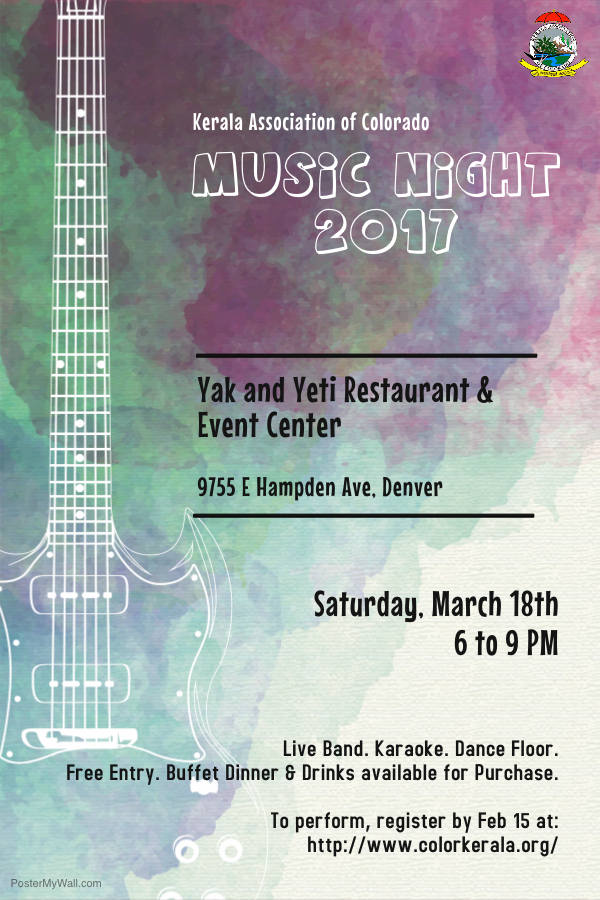 Kerala Association of Colorado
MUSiC NiGHT
2017
Yak and Yeti Restaurant &
Event Center
9755 E Hampden Ave, Denver
Saturday, March 18th
6 to 9 PM
Live Band. Karaoke. Dance Floor.
Free Entry. Buffet Dinner & Drinks available for Purchase.
To perform, register by Feb 15 at:
http://www.colorkerala.org/
PosterMyWall.com